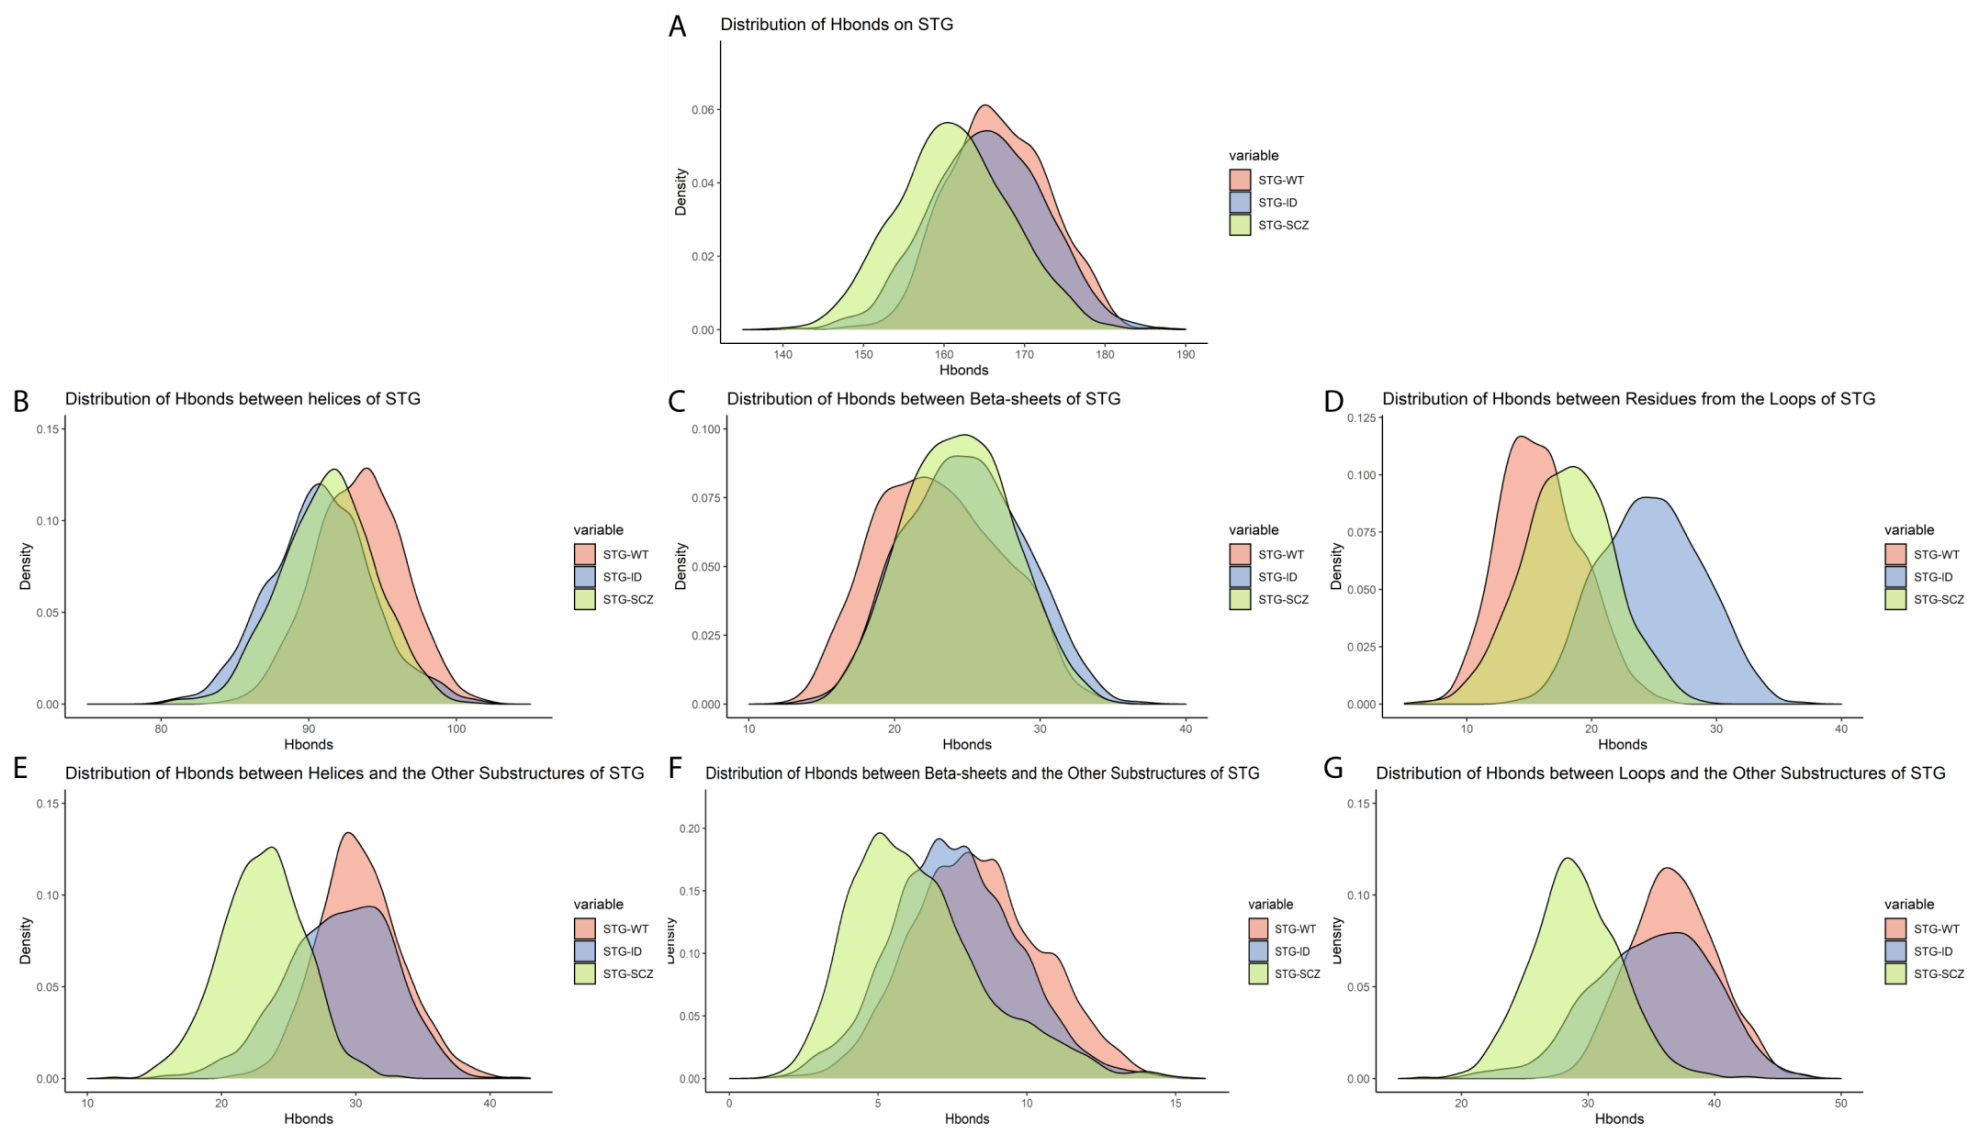 A Distribution of Hbonds on STG
Density
0.06
0.04
0.02
0.00
140 150 160 170 180 190
Hbonds
variable
STG-WT
STG-ID
STG-SCZ
B Distribution of Hbonds between helices of STG
Density
0.15
0.10
0.05
0.00
80 90 100
Hbonds
variable
STG-WT
STG-ID
STG-SCZ
C Distribution of Hbonds between Beta-sheets of STG
Density
0.100
0.075
0.050
0.025
0.000
10 20 30 40
Hbonds
variable
STG-WT
STG-ID
STG-SCZ
D Distribution of Hbonds between Residues from the Loops of STG
Density
0.125
0.100
0.075
0.050
0.025
0.000
10 20 30 40
Hbonds
variable
STG-WT
STG-ID
STG-SCZ
E Distribution of Hbonds between Helices and the Other Substructures of STG
Density
0.15
0.10
0.05
0.00
10 20 30 40
Hbonds
variable
STG-WT
STG-ID
STG-SCZ
F Distribution of Hbonds between Beta-sheets and the Other Substructures of STG
Density
0.20
0.15
0.10
0.05
0.00
0 5 10 15
Hbonds
variable
STG-WT
STG-ID
STG-SCZ
G Distribution of Hbonds between Loops and the Other Substructures of STG
Density
0.15
0.10
0.05
0.00
20 30 40 50
Hbonds
variable
STG-WT
STG-ID
STG-SCZ